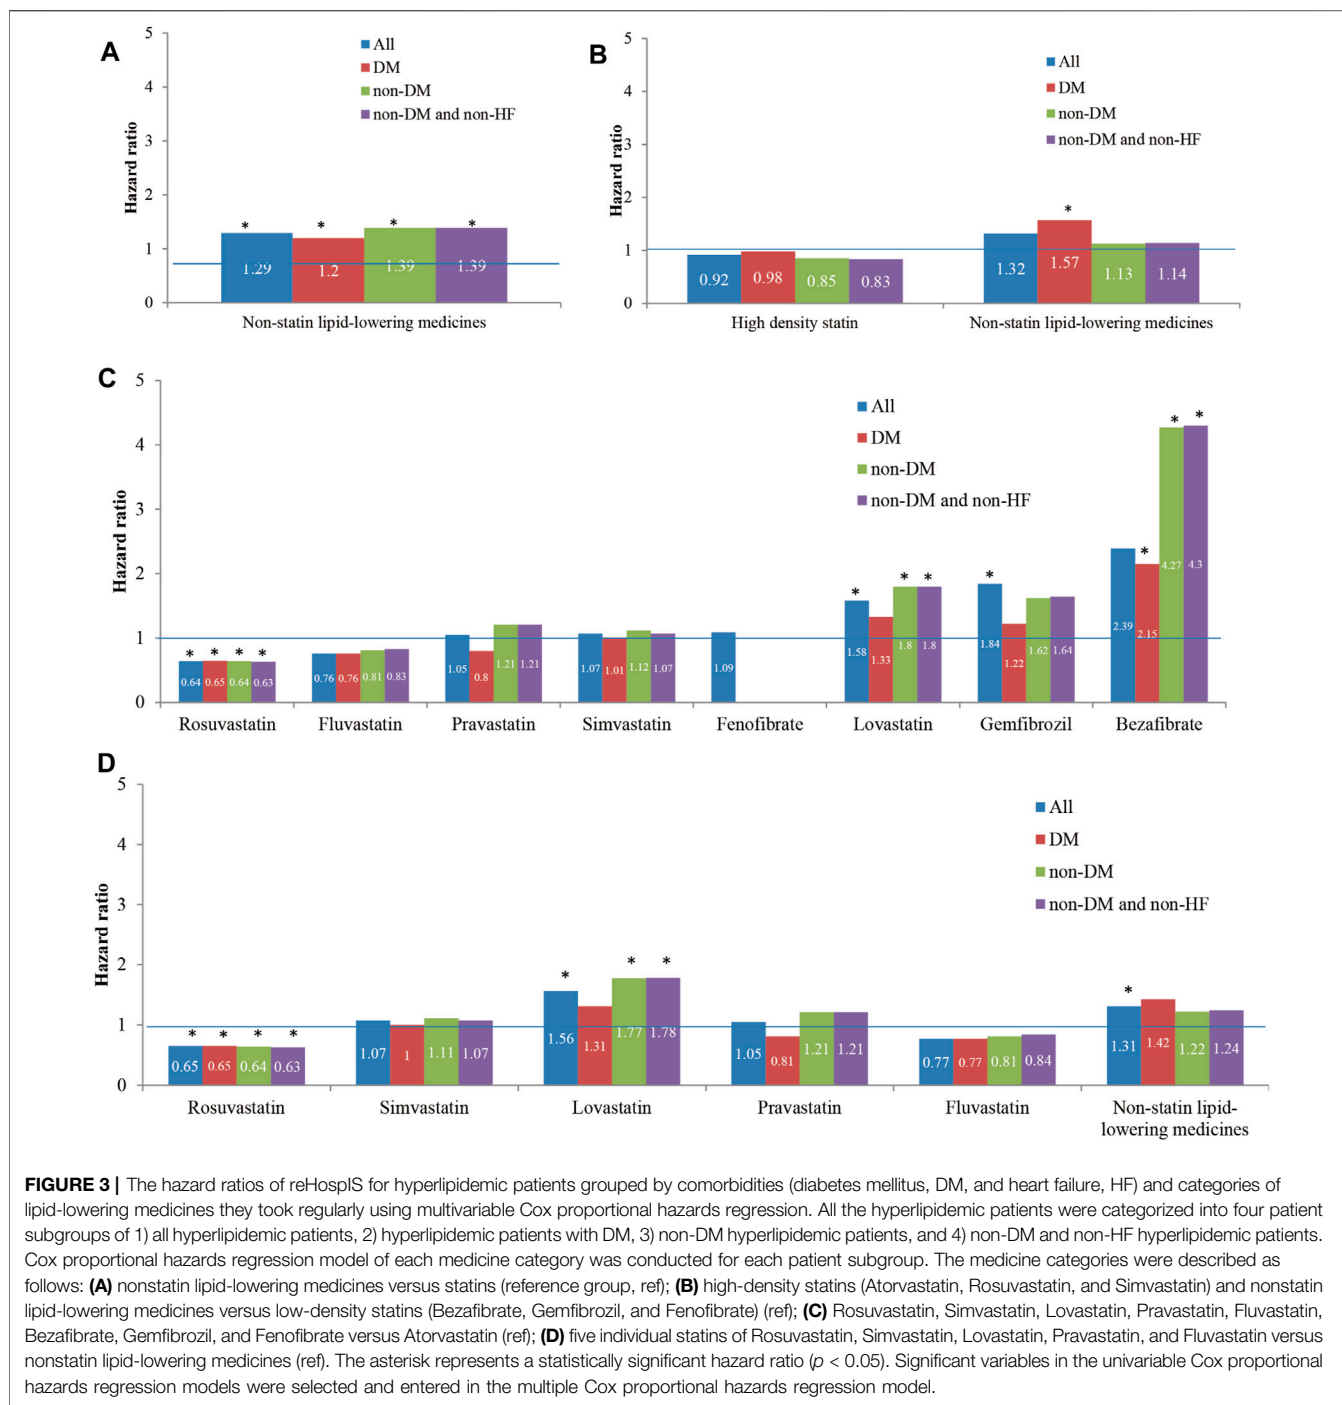 A
All
DM
non-DM
non-DM and non-HF
Hazard ratio
5
4
3
2
1
0
* * * *
1.29 1.2 1.39 1.39
Non-statin lipid-lowering medicines
B
All
DM
non-DM
non-DM and non-HF
Hazard ratio
5
4
3
2
1
0
*
0.92 0.98 0.85 0.83 1.32 1.57 1.13 1.14
High density statin Non-statin lipid-lowering medicines
C
All
DM
non-DM
non-DM and non-HF
Hazard ratio
5
4
3
2
1
0
* * * * * * * * * * *
0.64 0.65 0.64 0.63 0.76 0.76 0.81 0.83 1.05 0.8 1.21 1.21 1.07 1.01 1.12 1.07 1.09 1.58 1.33 1.8 1.8 1.84 1.22 1.62 1.64 2.39 2.15 4.27 4.3
Rosuvastatin Fluvastatin Pravastatin Simvastatin Fenofibrate Lovastatin Gemfibrozil Bezafibrate
D
All
DM
non-DM
non-DM and non-HF
Hazard ratio
5
4
3
2
1
0
* * * * * * * *
0.65 0.65 0.64 0.63 1.07 1 1.11 1.07 1.56 1.31 1.77 1.78 1.05 0.81 1.21 1.21 0.77 0.77 0.81 0.84 1.31 1.42 1.22 1.24
Rosuvastatin Simvastatin Lovastatin Pravastatin Fluvastatin Non-statin lipid-
lowering medicines
FIGURE 3 | The hazard ratios of reHospIS for hyperlipidemic patients grouped by comorbidities (diabetes mellitus, DM, and heart failure, HF) and categories of
lipid-lowering medicines they took regularly using multivariable Cox proportional hazards regression. All the hyperlipidemic patients were categorized into four patient
subgroups of 1) all hyperlipidemic patients, 2) hyperlipidemic patients with DM, 3) non-DM hyperlipidemic patients, and 4) non-DM and non-HF hyperlipidemic patients.
Cox proportional hazards regression model of each medicine category was conducted for each patient subgroup. The medicine categories were described as
follows: (A) nonstatin lipid-lowering medicines versus statins (reference group, ref); (B) high-density statins (Atorvastatin, Rosuvastatin, and Simvastatin) and nonstatin
lipid-lowering medicines versus low-density statins (Bezafibrate, Gemfibrozil, and Fenofibrate) (ref); (C) Rosuvastatin, Simvastatin, Lovastatin, Pravastatin, Fluvastatin,
Bezafibrate, Gemfibrozil, and Fenofibrate versus Atorvastatin (ref); (D) five individual statins of Rosuvastatin, Simvastatin, Lovastatin, Pravastatin, and Fluvastatin versus
nonstatin lipid-lowering medicines (ref). The asterisk represents a statistically significant hazard ratio (p < 0.05). Significant variables in the univariable Cox proportional
hazards regression models were selected and entered in the multiple Cox proportional hazards regression model.